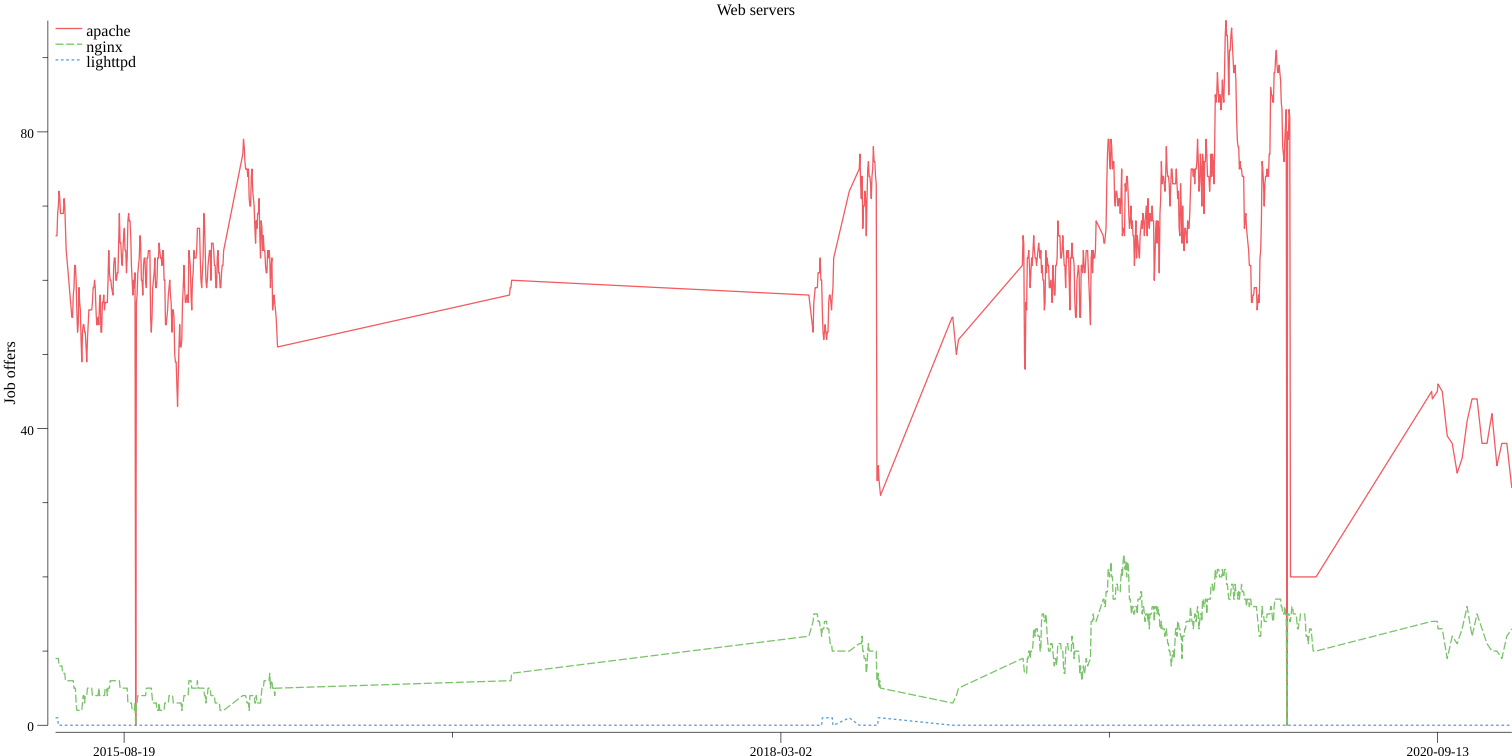 Web servers
apache
nginx
lighttpd
80
40
0
Job offers
2015-08-19
2018-03-02
2020-09-13